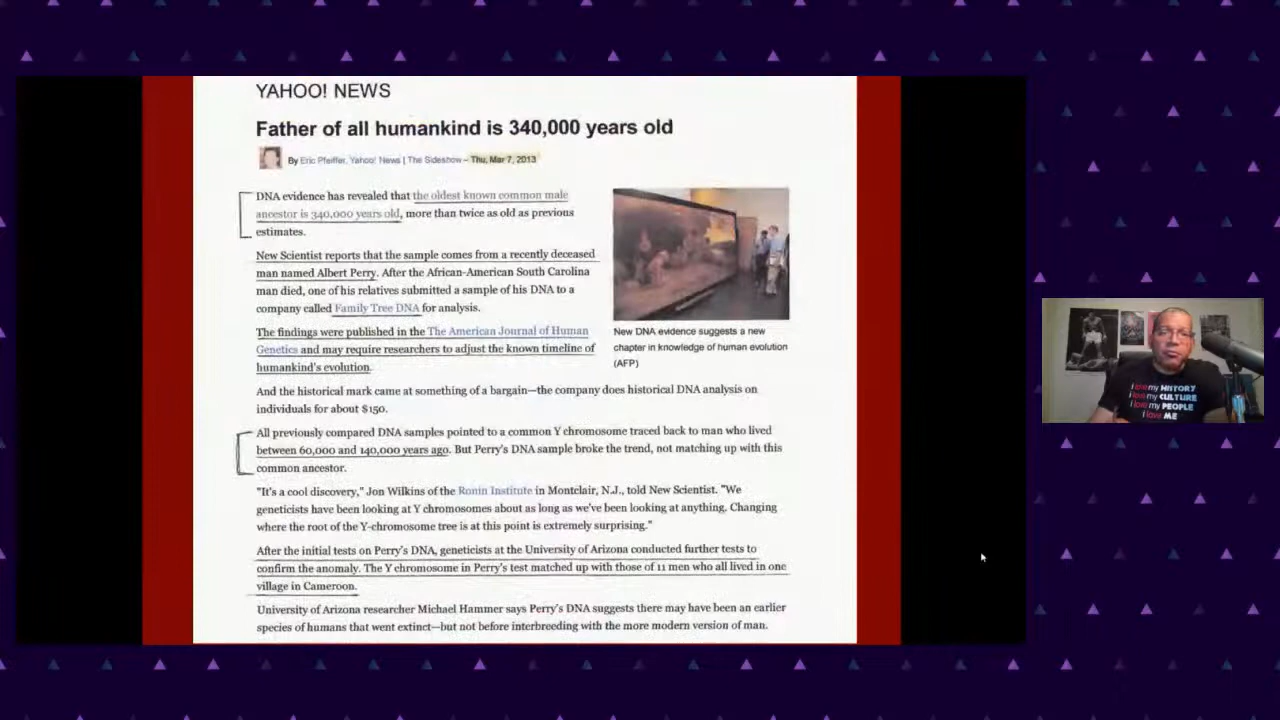 YAHOO! NEWS
Father of all humankind is 340,000 years old
By Eric Pfeiffer, Yahoo! News | The Sideshow – Thu, Mar 7, 2013
DNA evidence has revealed that the oldest known common male
ancestor is 340,000 years old, more than twice as old as previous
estimates.
New Scientist reports that the sample comes from a recently deceased
man named Albert Perry. After the African-American South Carolina
man died, one of his relatives submitted a sample of his DNA to a
company called Family Tree DNA for analysis.
The findings were published in the The American Journal of Human
Genetics and may require researchers to adjust the known timeline of
humankind's evolution.
New DNA evidence suggests a new
chapter in knowledge of human evolution
(AFP)
And the historical mark came at something of a bargain—the company does historical DNA analysis on
individuals for about $150.
All previously compared DNA samples pointed to a common Y chromosome traced back to man who lived
between 60,000 and 140,000 years ago. But Perry's DNA sample broke the trend, not matching up with this
common ancestor.
"It's a cool discovery," Jon Wilkins of the Ronin Institute in Montclair, N.J., told New Scientist. "We
geneticists have been looking at Y chromosomes about as long as we've been looking at anything. Changing
where the root of the Y-chromosome tree is at this point is extremely surprising."
After the initial tests on Perry's DNA, geneticists at the University of Arizona conducted further tests to
confirm the anomaly. The Y chromosome in Perry's test matched up with those of 11 men who all lived in one
village in Cameroon.
University of Arizona researcher Michael Hammer says Perry's DNA suggests there may have been an earlier
species of humans that went extinct—but not before interbreeding with the more modern version of man.
I love my HISTORY
I love my CULTURE
I love my PEOPLE
I love ME